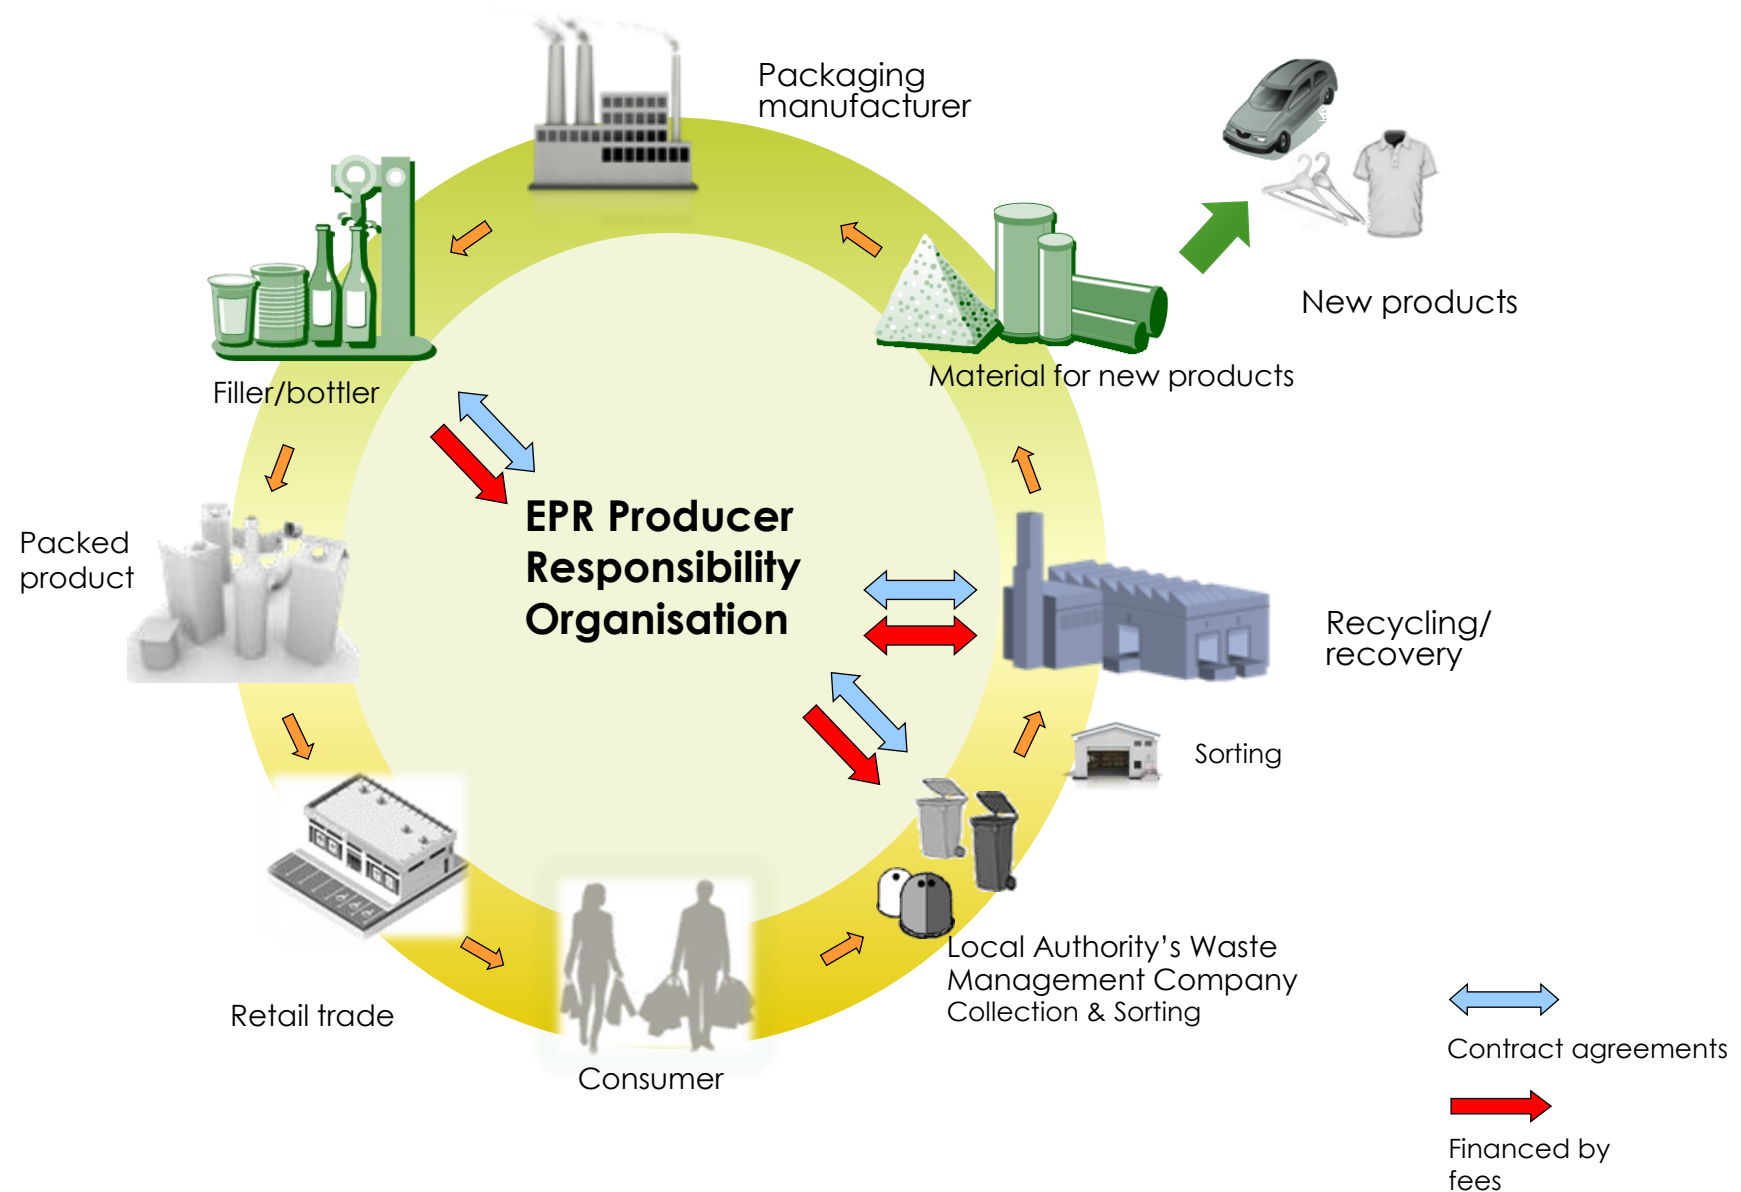 Packaging
manufacturer
New products
Material for new products
Filler/bottler
EPR Producer
Responsibility
Organisation
Packed
product
Recycling/
recovery
Sorting
Local Authority’s Waste
Management Company
Collection & Sorting
Retail trade
Consumer
Contract agreements
Financed by
fees